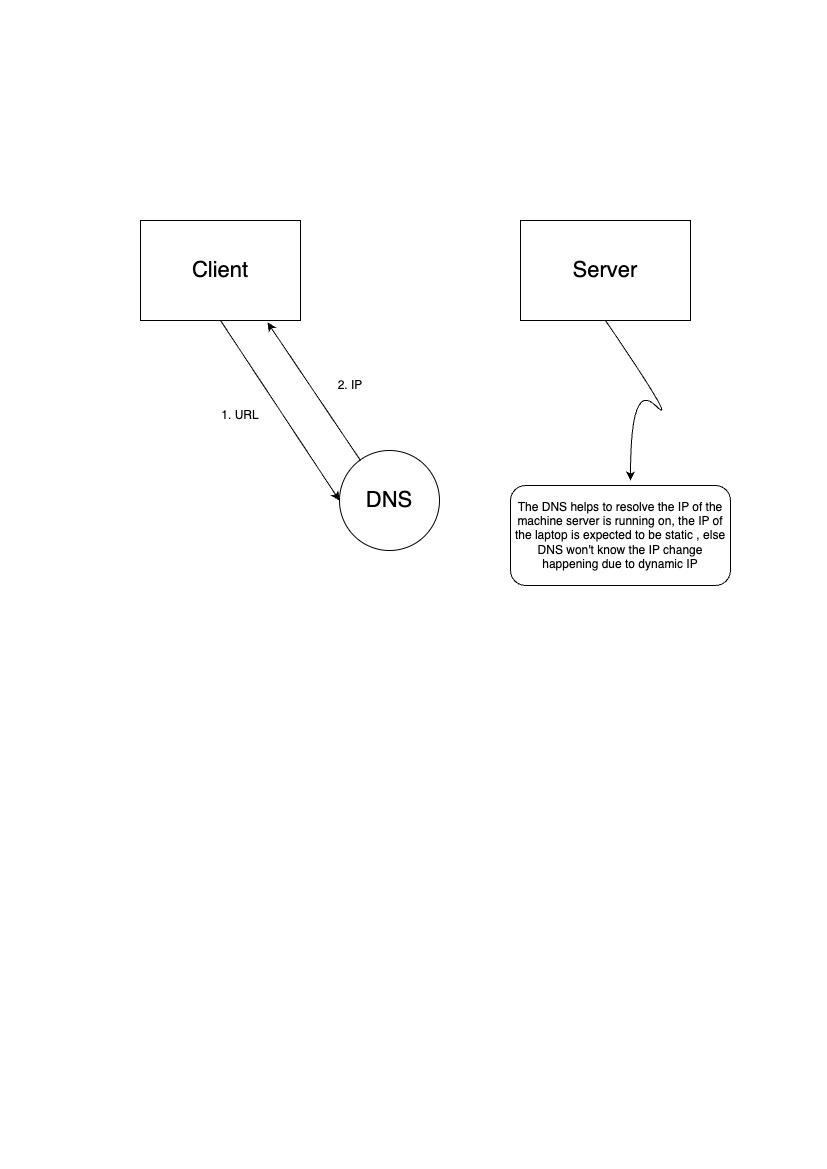 Client
Server
2. IP
1. URL
DNS
The DNS helps to resolve the IP of the
machine server is running on, the IP of
the laptop is expected to be static , else
DNS won't know the IP change
happening due to dynamic IP